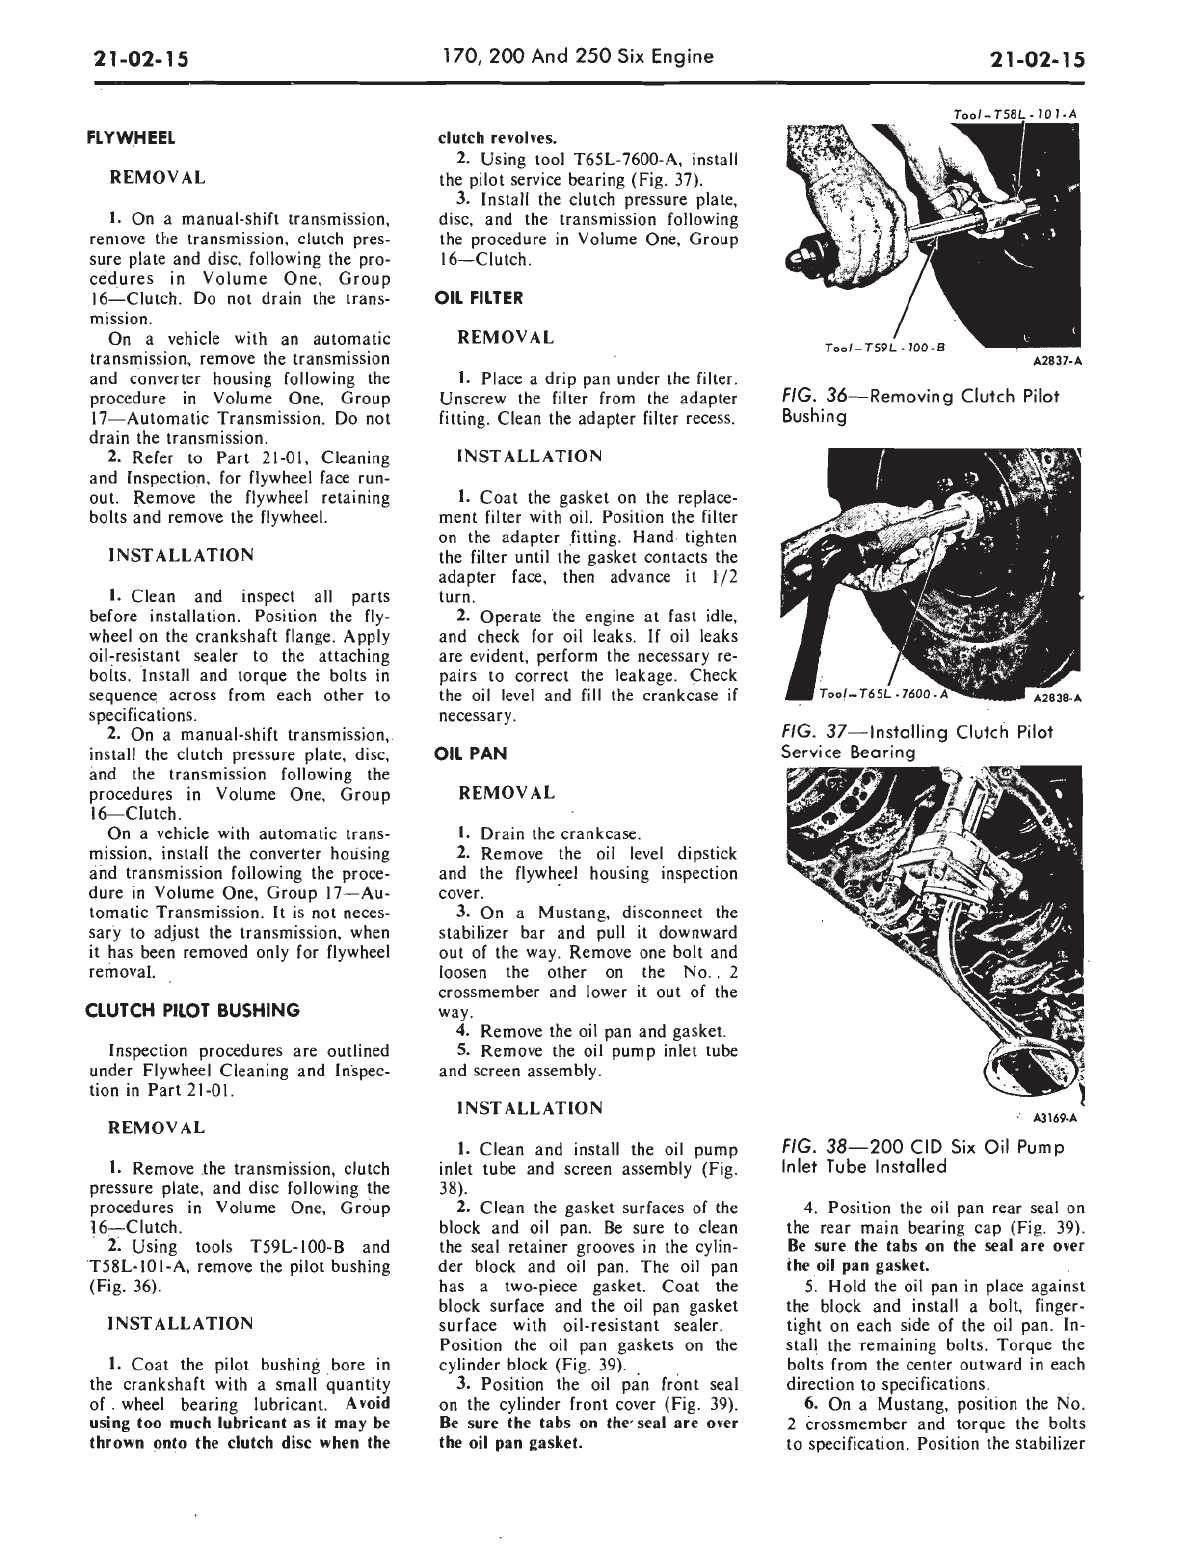 21-02-15
170, 200 And 250 Six Engine
21-02-15
FLYWHEEL
REMOVAL
1. On a manual-shift transmission,
remove the transmission, clutch pres-
sure plate and disc, following the pro-
cedures in Volume One, Group
16—Clutch. Do not drain the trans-
mission.
On a vehicle with an automatic
transmission, remove the transmission
and converter housing following the
procedure in Volume One, Group
17—Automatic Transmission. Do not
drain the transmission.
2. Refer to Part 21-01, Cleaning
and Inspection, for flywheel face run-
out. Remove the flywheel retaining
bolts and remove the flywheel.
INSTALLATION
1. Clean and inspect all parts
before installation. Position the fly-
wheel on the crankshaft flange. Apply
oil-resistant sealer to the attaching
bolts. Install and torque the bolts in
sequence across from each other to
specifications.
2. On a manual-shift transmission,
install the clutch pressure plate, disc,
and the transmission following the
procedures in Volume One, Group
16—Clutch.
On a vehicle with automatic trans-
mission, install the converter housing
and transmission following the proce-
dure in Volume One, Group 17—Au-
tomatic Transmission. It is not neces-
sary to adjust the transmission, when
it has been removed only for flywheel
removal.
CLUTCH PILOT BUSHING
Inspection procedures are outlined
under Flywheel Cleaning and Inspec-
tion in Part 21-01.
REMOVAL
1. Remove the transmission, clutch
pressure plate, and disc following the
procedures in Volume One, Group
16—Clutch.
2. Using tools T59L-100-B and
T58L-101-A, remove the pilot bushing
(Fig. 36).
INSTALLATION
1. Coat the pilot bushing bore in
the crankshaft with a small quantity
of wheel bearing lubricant. Avoid
using too much lubricant as it may be
thrown onto the clutch disc when the
clutch revolves.
2. Using tool T65L-7600-A, install
the pilot service bearing (Fig. 37).
3. Install the clutch pressure plate,
disc, and the transmission following
the procedure in Volume One, Group
16—Clutch.
OIL FILTER
REMOVAL
1. Place a drip pan under the filter.
Unscrew the filter from the adapter
fitting. Clean the adapter filter recess.
INSTALLATION
1. Coat the gasket on the replace-
ment filter with oil. Position the filter
on the adapter fitting. Hand tighten
the filter until the gasket contacts the
adapter face, then advance it 1/2
turn.
2. Operate the engine at fast idle,
and check for oil leaks. If oil leaks
are evident, perform the necessary re-
pairs to correct the leakage. Check
the oil level and fill the crankcase if
necessary.
OIL PAN
REMOVAL
1. Drain the crankcase.
2. Remove the oil level dipstick
and the flywheel housing inspection
cover.
3. On a Mustang, disconnect the
stabilizer bar and pull it downward
out of the way. Remove one bolt and
loosen the other on the No. 2
crossmember and lower it out of the
way.
4. Remove the oil pan and gasket.
5. Remove the oil pump inlet tube
and screen assembly.
INSTALLATION
1. Clean and install the oil pump
inlet tube and screen assembly (Fig.
38).
2. Clean the gasket surfaces of the
block and oil pan. Be sure to clean
the seal retainer grooves in the cylin-
der block and oil pan. The oil pan
has a two-piece gasket. Coat the
block surface and the oil pan gasket
surface with oil-resistant sealer.
Position the oil pan gaskets on the
cylinder block (Fig. 39).
3. Position the oil pan front seal
on the cylinder front cover (Fig. 39).
Be sure the tabs on the seal are over
the oil pan gasket.
Tool-T58L-101-A
Tool-T59L-100-B
A2837-A
FIG. 36—Removing Clutch Pilot
Bushing
Tool-T65L-7600-A
A2838-A
FIG. 37—Installing Clutch Pilot
Service Bearing
A3169-A
FIG. 38—200 CID Six Oil Pump
Inlet Tube Installed
4. Position the oil pan rear seal on
the rear main bearing cap (Fig. 39).
Be sure the tabs on the seal are over
the oil pan gasket.
5. Hold the oil pan in place against
the block and install a bolt, finger-
tight on each side of the oil pan. In-
stall the remaining bolts. Torque the
bolts from the center outward in each
direction to specifications.
6. On a Mustang, position the No.
2 crossmember and torque the bolts
to specification. Position the stabilizer